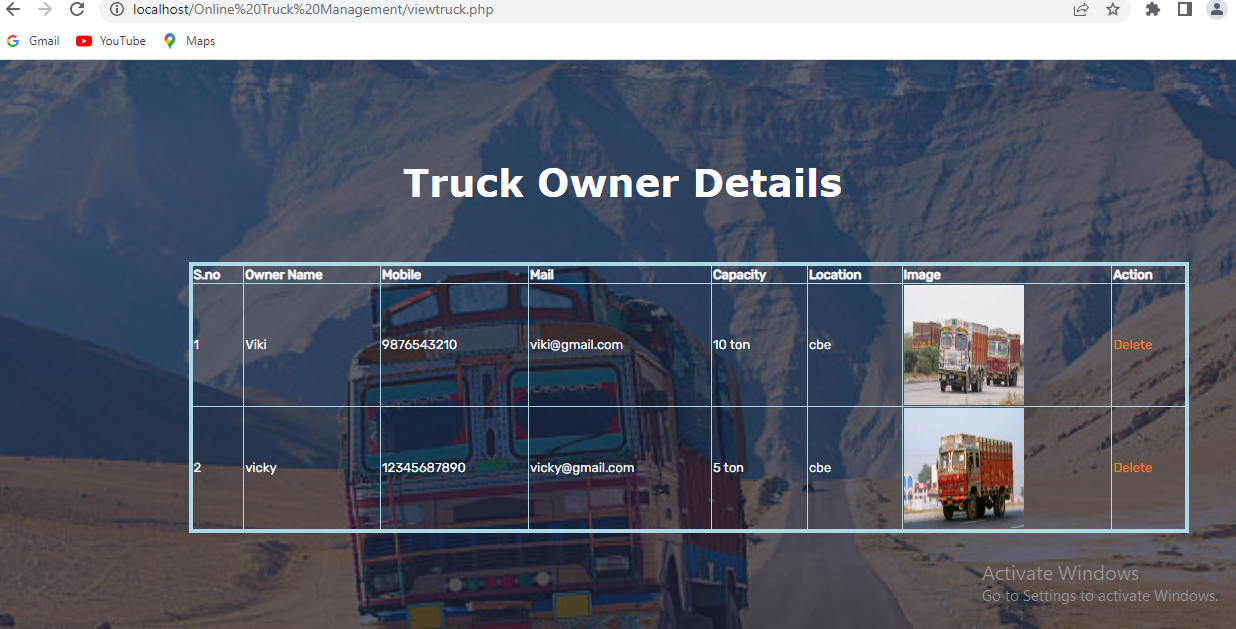 localhost/Online%20Truck%20Management/viewtruck.php
Gmail YouTube Maps
Truck Owner Details
S.no Owner Name Mobile Mail Capacity Location Image Action
1 Viki 9876543210 viki@gmail.com 10 ton cbe Delete
2 vicky 12345687890 vicky@gmail.com 5 ton cbe Delete
Activate Windows
Go to Settings to activate Windows.